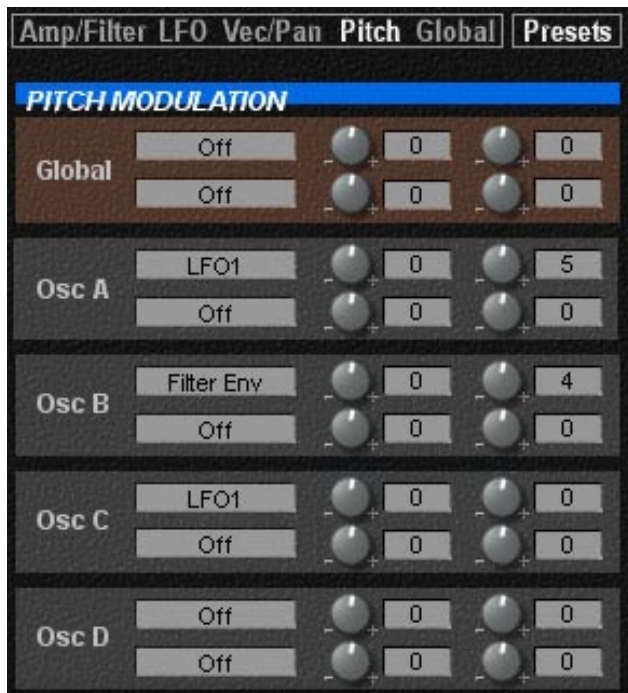 Amp/Filter LFO Vec/Pan Pitch Global Presets
PITCH MODULATION
Global
Off 0 0
Off 0 0
Osc A
LFO1 0 5
Off 0 0
Osc B
Filter Env 0 4
Off 0 0
Osc C
LFO1 0 0
Off 0 0
Osc D
Off 0 0
Off 0 0